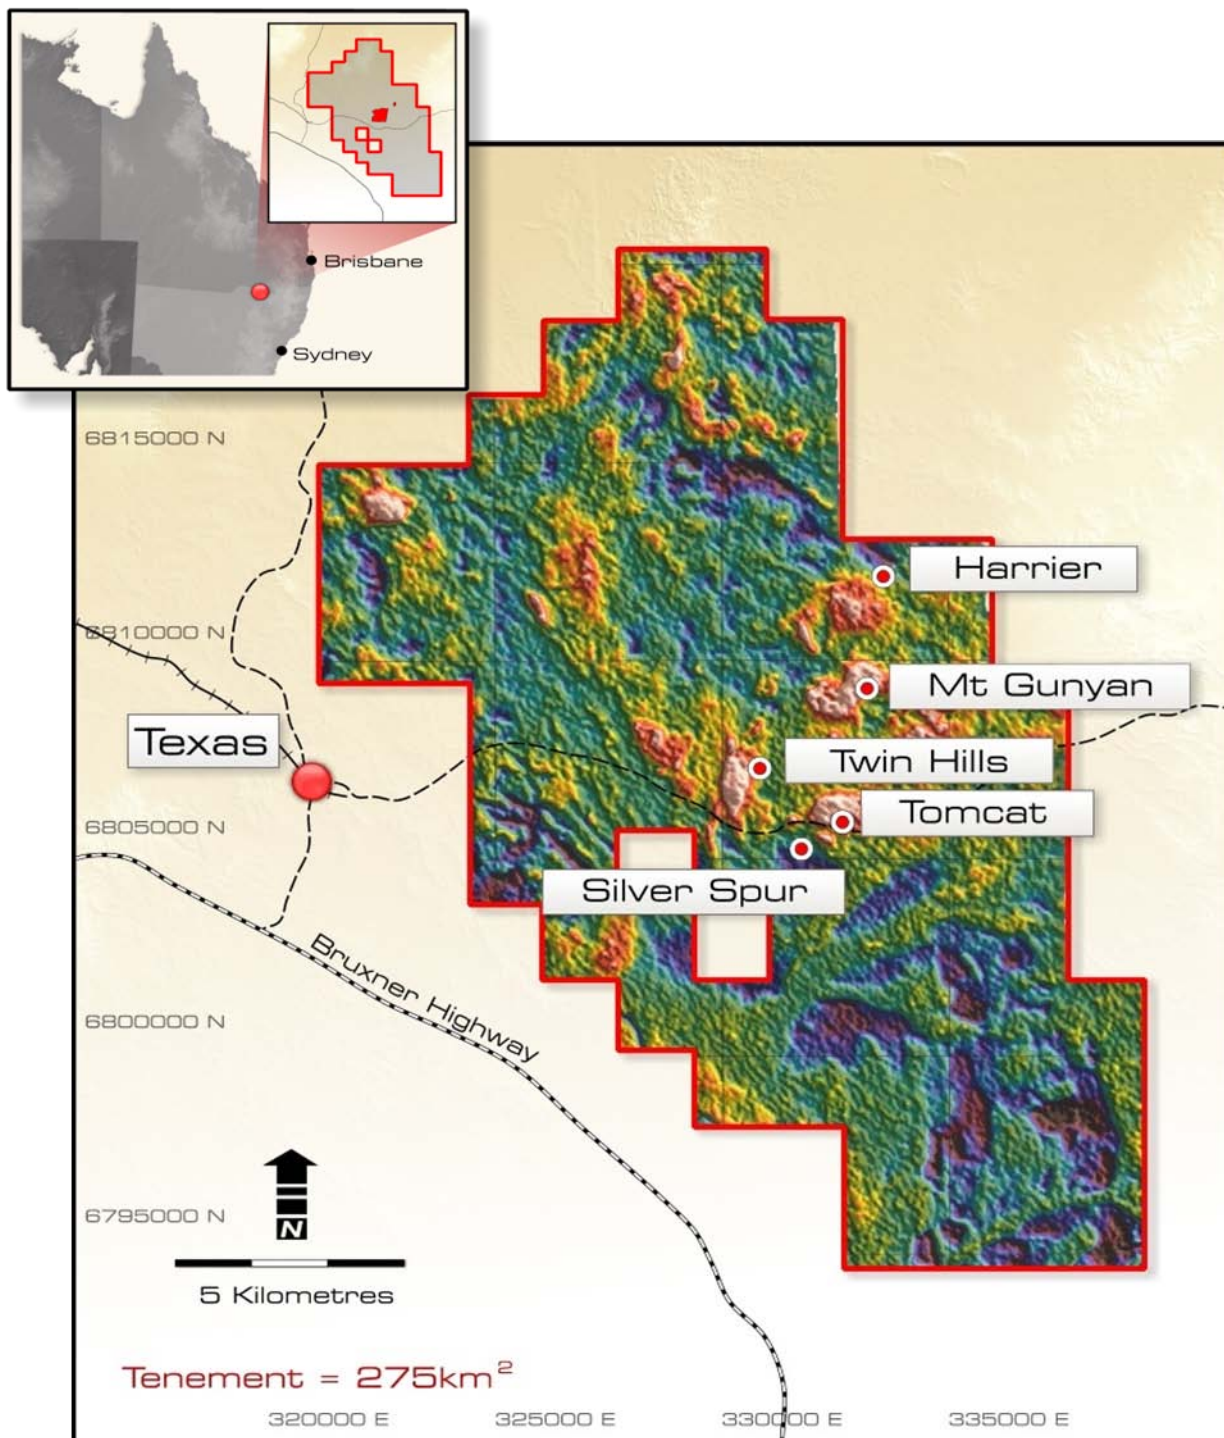 Brisbane
Sydney
6815000 N
Harrier
6810000 N
Mt Gunyan
Texas
Twin Hills
Tomcat
6805000 N
Silver Spur
Bruxner Highway
6800000 N
N
6795000 N
5 Kilometres
Tenement = 275km²
320000 E
325000 E
330000 E
335000 E